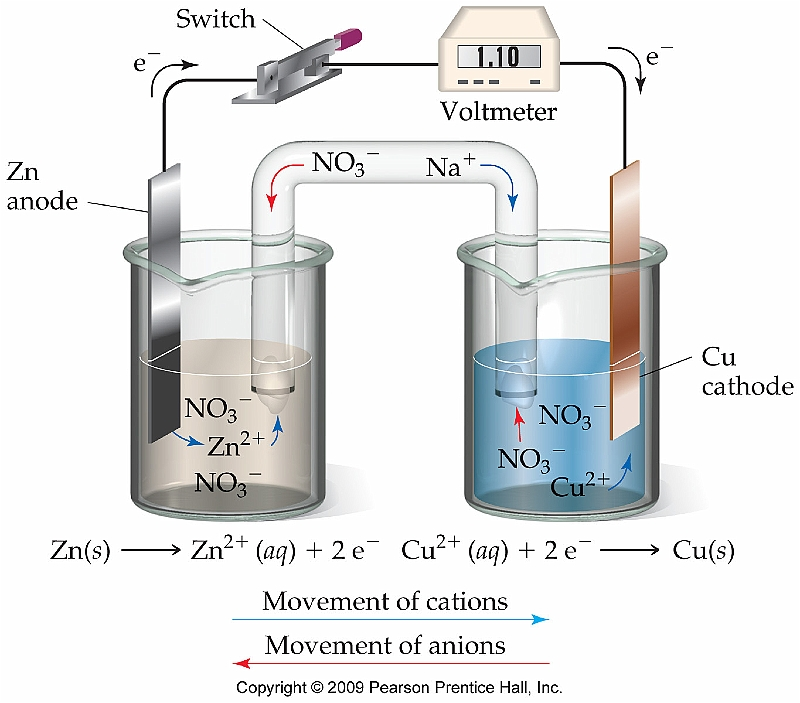 Switch
e⁻
1.10
e⁻
Voltmeter
Zn
anode
NO₃⁻
Na⁺
Cu
cathode
NO₃⁻
Zn²⁺
NO₃⁻
NO₃⁻
NO₃⁻
Cu²⁺
Zn(s) ⟶ Zn²⁺ (aq) + 2 e⁻ Cu²⁺ (aq) + 2 e⁻ ⟶ Cu(s)
Movement of cations
Movement of anions
Copyright © 2009 Pearson Prentice Hall, Inc.